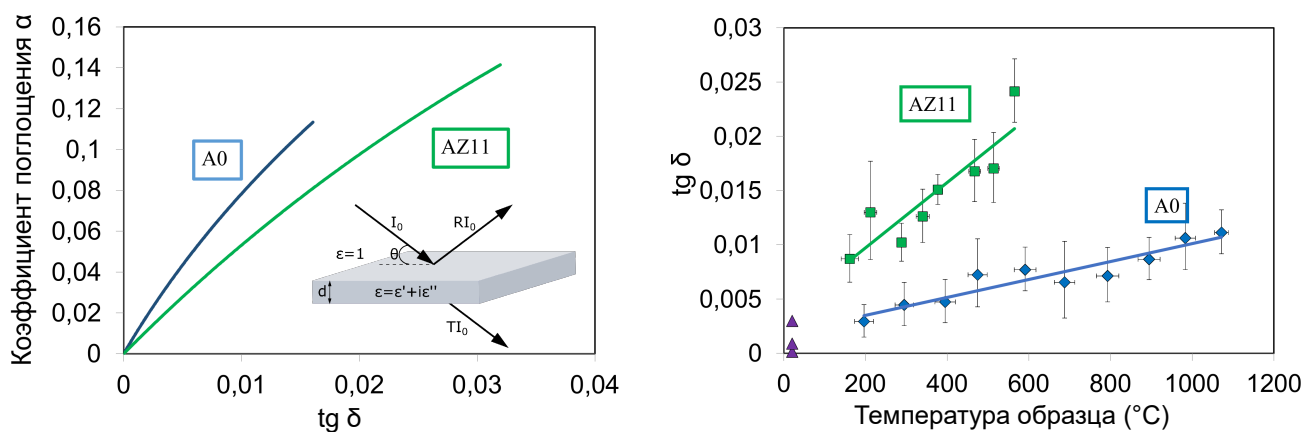 Коэффициент поглощения α
0,16
0,14
0,12
0,1
0,08
0,06
0,04
0,02
0
A0
AZ11
I₀
RI₀
ε=1
θ
d
ε=ε'+iε''
TI₀
0
0,01
0,02
0,03
0,04
tg δ
tg δ
0,03
0,025
0,02
0,015
0,01
0,005
0
AZ11
A0
0
200
400
600
800
1000
1200
Температура образца (°C)